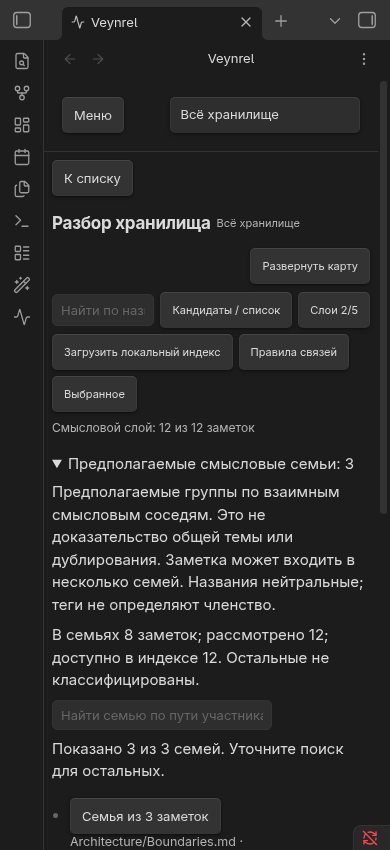 Veynrel
Veynrel
Меню
Всё хранилище
К списку
Разбор хранилища Всё хранилище
Развернуть карту
Найти по назв
Кандидаты / список
Слои 2/5
Загрузить локальный индекс
Правила связей
Выбранное
Смысловой слой: 12 из 12 заметок
▼ Предполагаемые смысловые семьи: 3
Предполагаемые группы по взаимным
смысловым соседям. Это не
доказательство общей темы или
дублирования. Заметка может входить в
несколько семей. Названия нейтральные;
теги не определяют членство.
В семьях 8 заметок; рассмотрено 12;
доступно в индексе 12. Остальные не
классифицированы.
Найти семью по пути участника
Показано 3 из 3 семей. Уточните поиск
для остальных.
• Семья из 3 заметок
Architecture/Boundaries.md ·